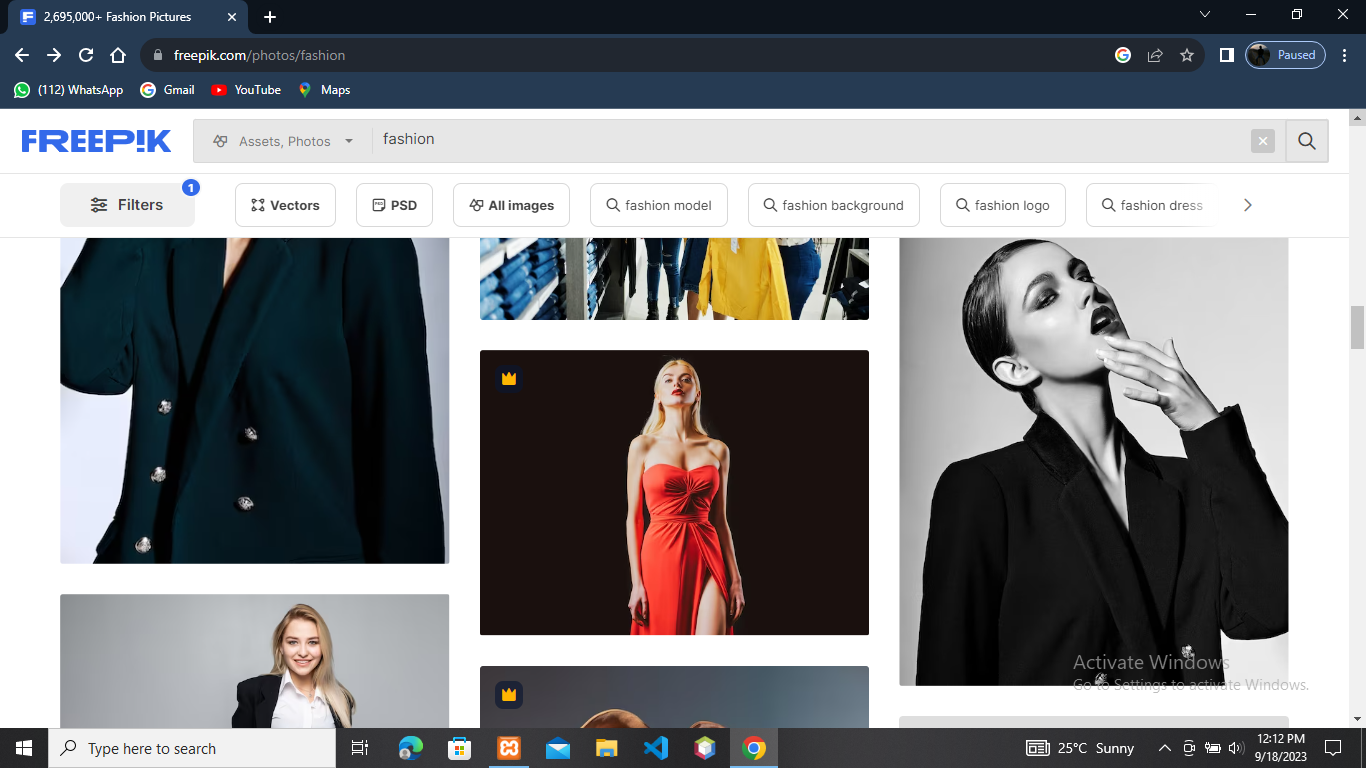 2,695,000+ Fashion Pictures
freepik.com/photos/fashion
Paused
(112) WhatsApp
Gmail
YouTube
Maps
FREEPIK
Assets, Photos
fashion
1
Filters
Vectors
PSD
All images
fashion model
fashion background
fashion logo
fashion dress
Activate Windows
Go to Settings to activate Windows.
Type here to search
25°C Sunny
12:12 PM
9/18/2023